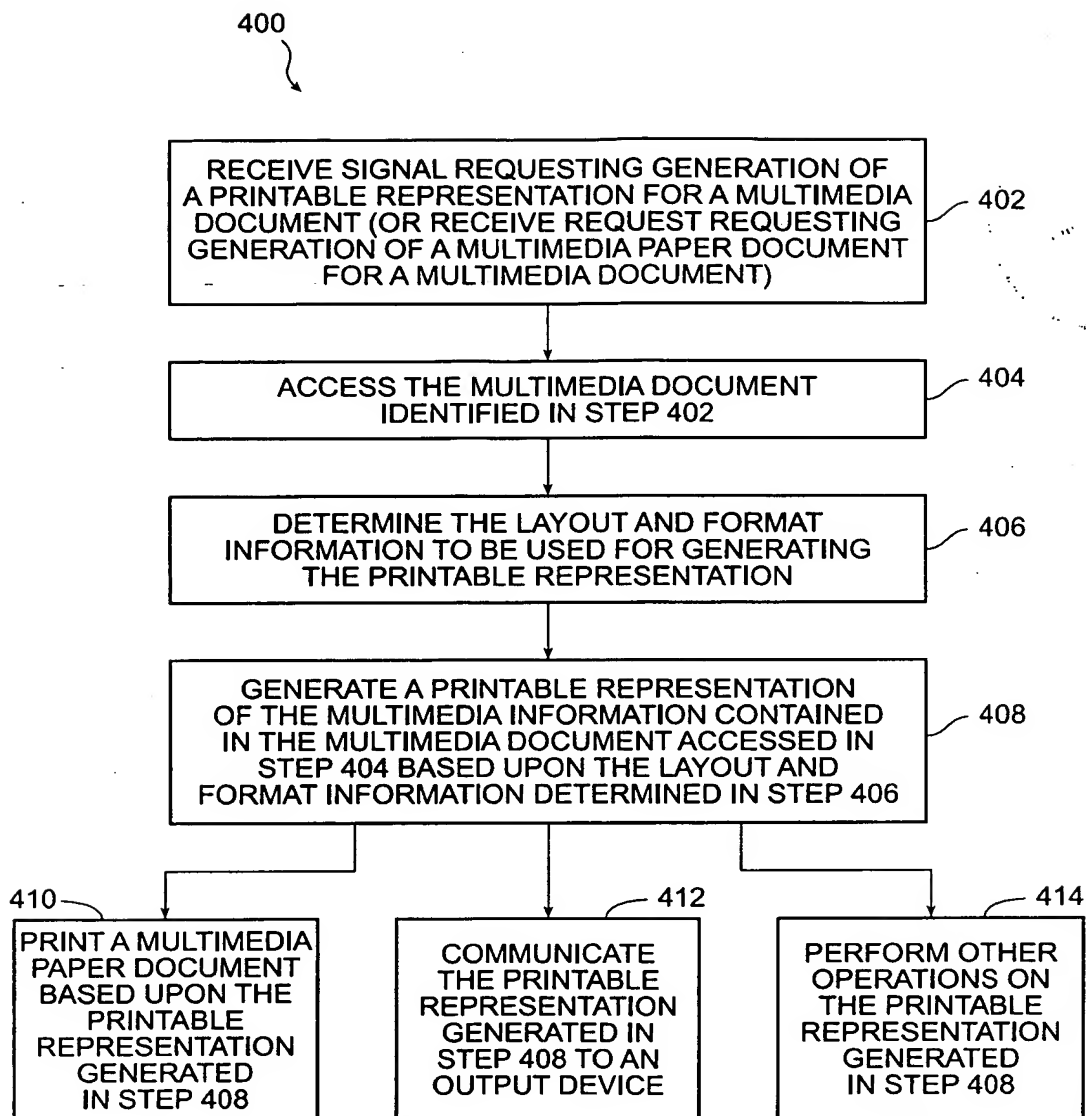 400
RECEIVE SIGNAL REQUESTING GENERATION OF
A PRINTABLE REPRESENTATION FOR A MULTIMEDIA
DOCUMENT (OR RECEIVE REQUEST REQUESTING
GENERATION OF A MULTIMEDIA PAPER DOCUMENT
FOR A MULTIMEDIA DOCUMENT)
402
ACCESS THE MULTIMEDIA DOCUMENT
IDENTIFIED IN STEP 402
404
DETERMINE THE LAYOUT AND FORMAT
INFORMATION TO BE USED FOR GENERATING
THE PRINTABLE REPRESENTATION
406
GENERATE A PRINTABLE REPRESENTATION
OF THE MULTIMEDIA INFORMATION CONTAINED
IN THE MULTIMEDIA DOCUMENT ACCESSED IN
STEP 404 BASED UPON THE LAYOUT AND
FORMAT INFORMATION DETERMINED IN STEP 406
408
410
PRINT A MULTIMEDIA
PAPER DOCUMENT
BASED UPON THE
PRINTABLE
REPRESENTATION
GENERATED
IN STEP 408
412
COMMUNICATE
THE PRINTABLE
REPRESENTATION
GENERATED IN
STEP 408 TO AN
OUTPUT DEVICE
414
PERFORM OTHER
OPERATIONS ON
THE PRINTABLE
REPRESENTATION
GENERATED
IN STEP 408